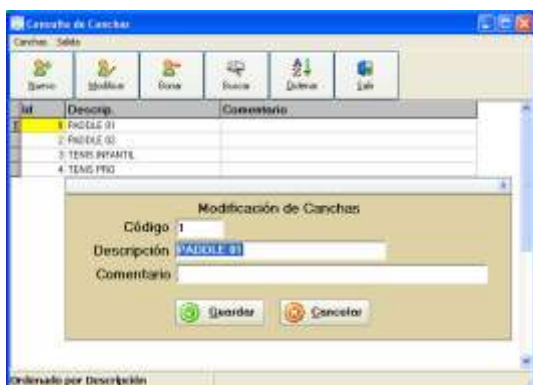 Consulta de Canchas
Canchas Salida
Nuevo Modificar Borrar Buscar Ordenar Salir
Id Descrip. Comentario
1 PADDLE 01
2 PADDLE 02
3 TENIS INFANTIL
4 TENIS PRO
Modificación de Canchas
Código 1
Descripción PADDLE 01
Comentario
Guardar Cancelar
Ordenado por Descripción